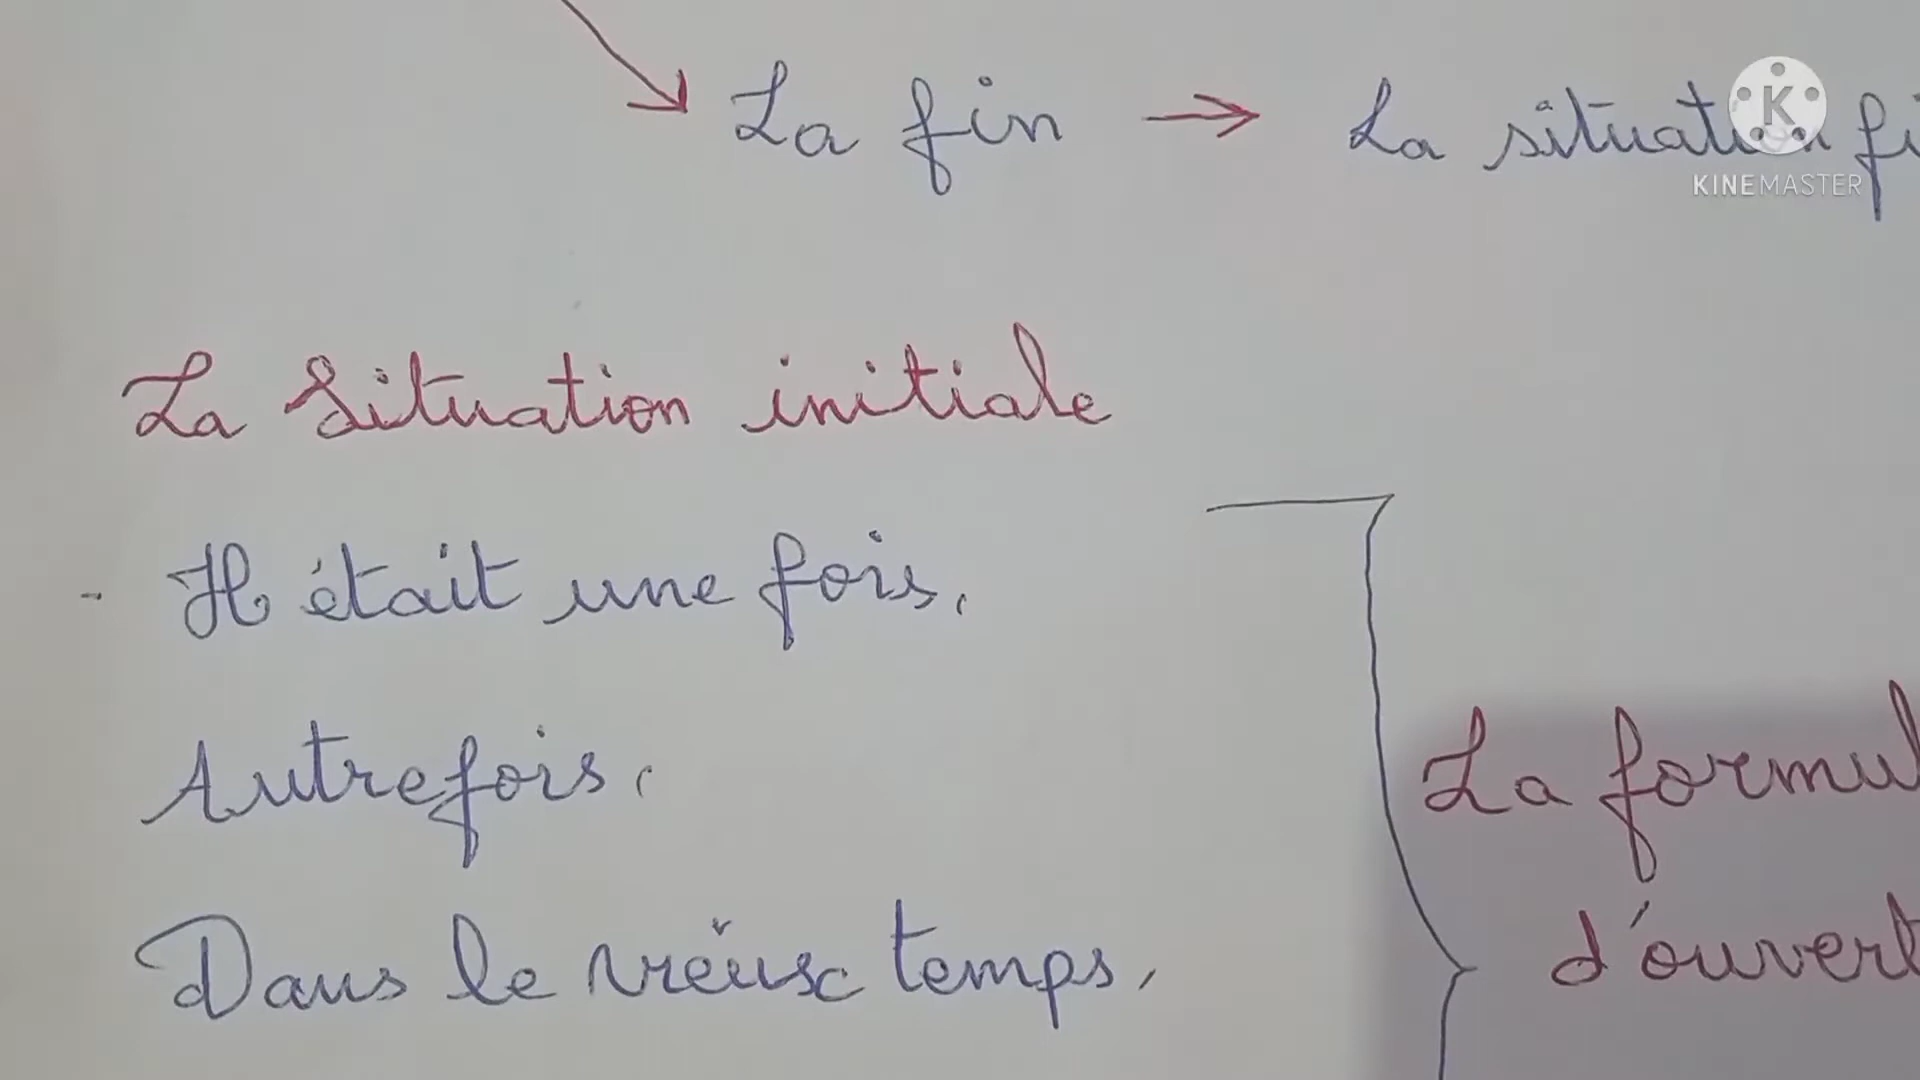 La fin → La situation fi
KINEMASTER
La situation initiale
- Il était une fois,
Autrefois,
La formul
Dans le vieux temps,
d'ouvert